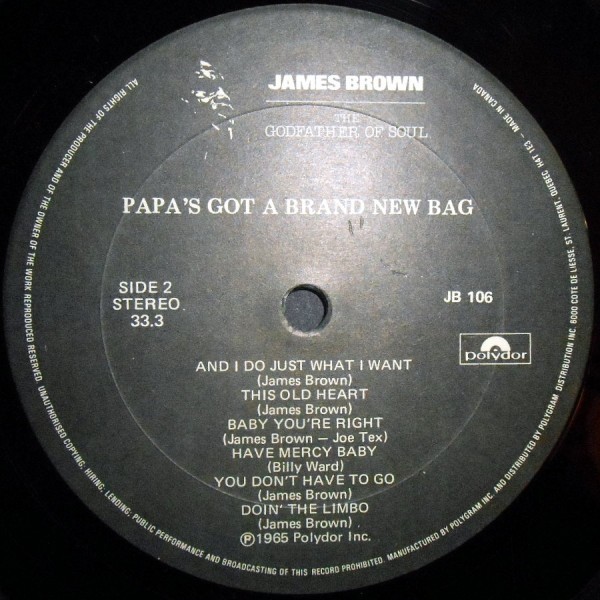 JAMES BROWN
THE
GODFATHER OF SOUL
PAPA'S GOT A BRAND NEW BAG
SIDE 2
STEREO
33.3
JB 106
polydor
AND I DO JUST WHAT I WANT
(James Brown)
THIS OLD HEART
(James Brown)
BABY YOU'RE RIGHT
(James Brown — Joe Tex)
HAVE MERCY BABY
(Billy Ward)
YOU DON'T HAVE TO GO
(James Brown)
DOIN' THE LIMBO
(James Brown)
℗1965 Polydor Inc.
ALL RIGHTS OF THE PRODUCER AND OF THE OWNER OF THE WORK REPRODUCED RESERVED. UNAUTHORISED COPYING, HIRING, LENDING, PUBLIC PERFORMANCE AND BROADCASTING OF THIS RECORD PROHIBITED. MANUFACTURED BY POLYGRAM INC. AND DISTRIBUTED BY POLYGRAM DISTRIBUTION INC. 6000 COTE DE LIESSE, ST. LAURENT, QUEBEC H4T 1E3 — MADE IN CANADA